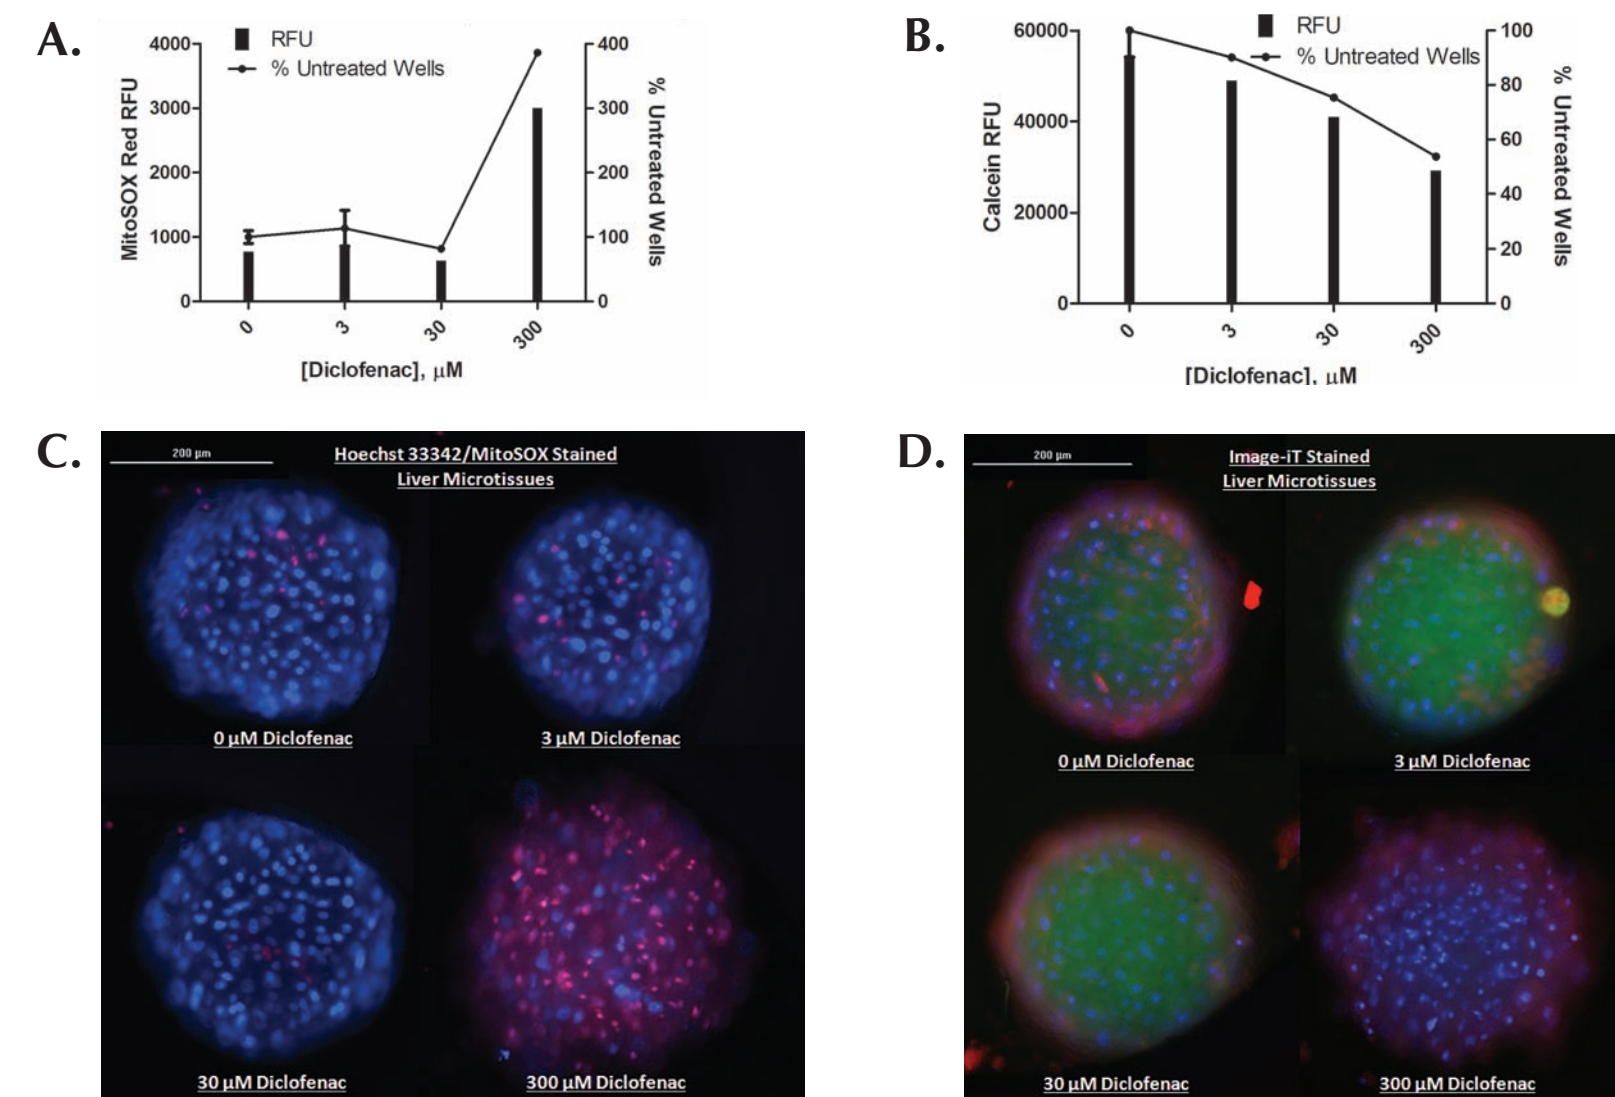 A.
RFU
% Untreated Wells
4000
3000
2000
1000
0
MitoSOX Red RFU
400
300
200
100
0
% Untreated Wells
0
3
30
300
[Diclofenac], μM
B.
RFU
% Untreated Wells
60000
40000
20000
0
Calcein RFU
100
80
60
40
20
0
% Untreated Wells
0
3
30
300
[Diclofenac], μM
C.
200 μm
Hoechst 33342/MitoSOX Stained
Liver Microtissues
0 μM Diclofenac
3 μM Diclofenac
30 μM Diclofenac
300 μM Diclofenac
D.
200 μm
Image-iT Stained
Liver Microtissues
0 μM Diclofenac
3 μM Diclofenac
30 μM Diclofenac
300 μM Diclofenac